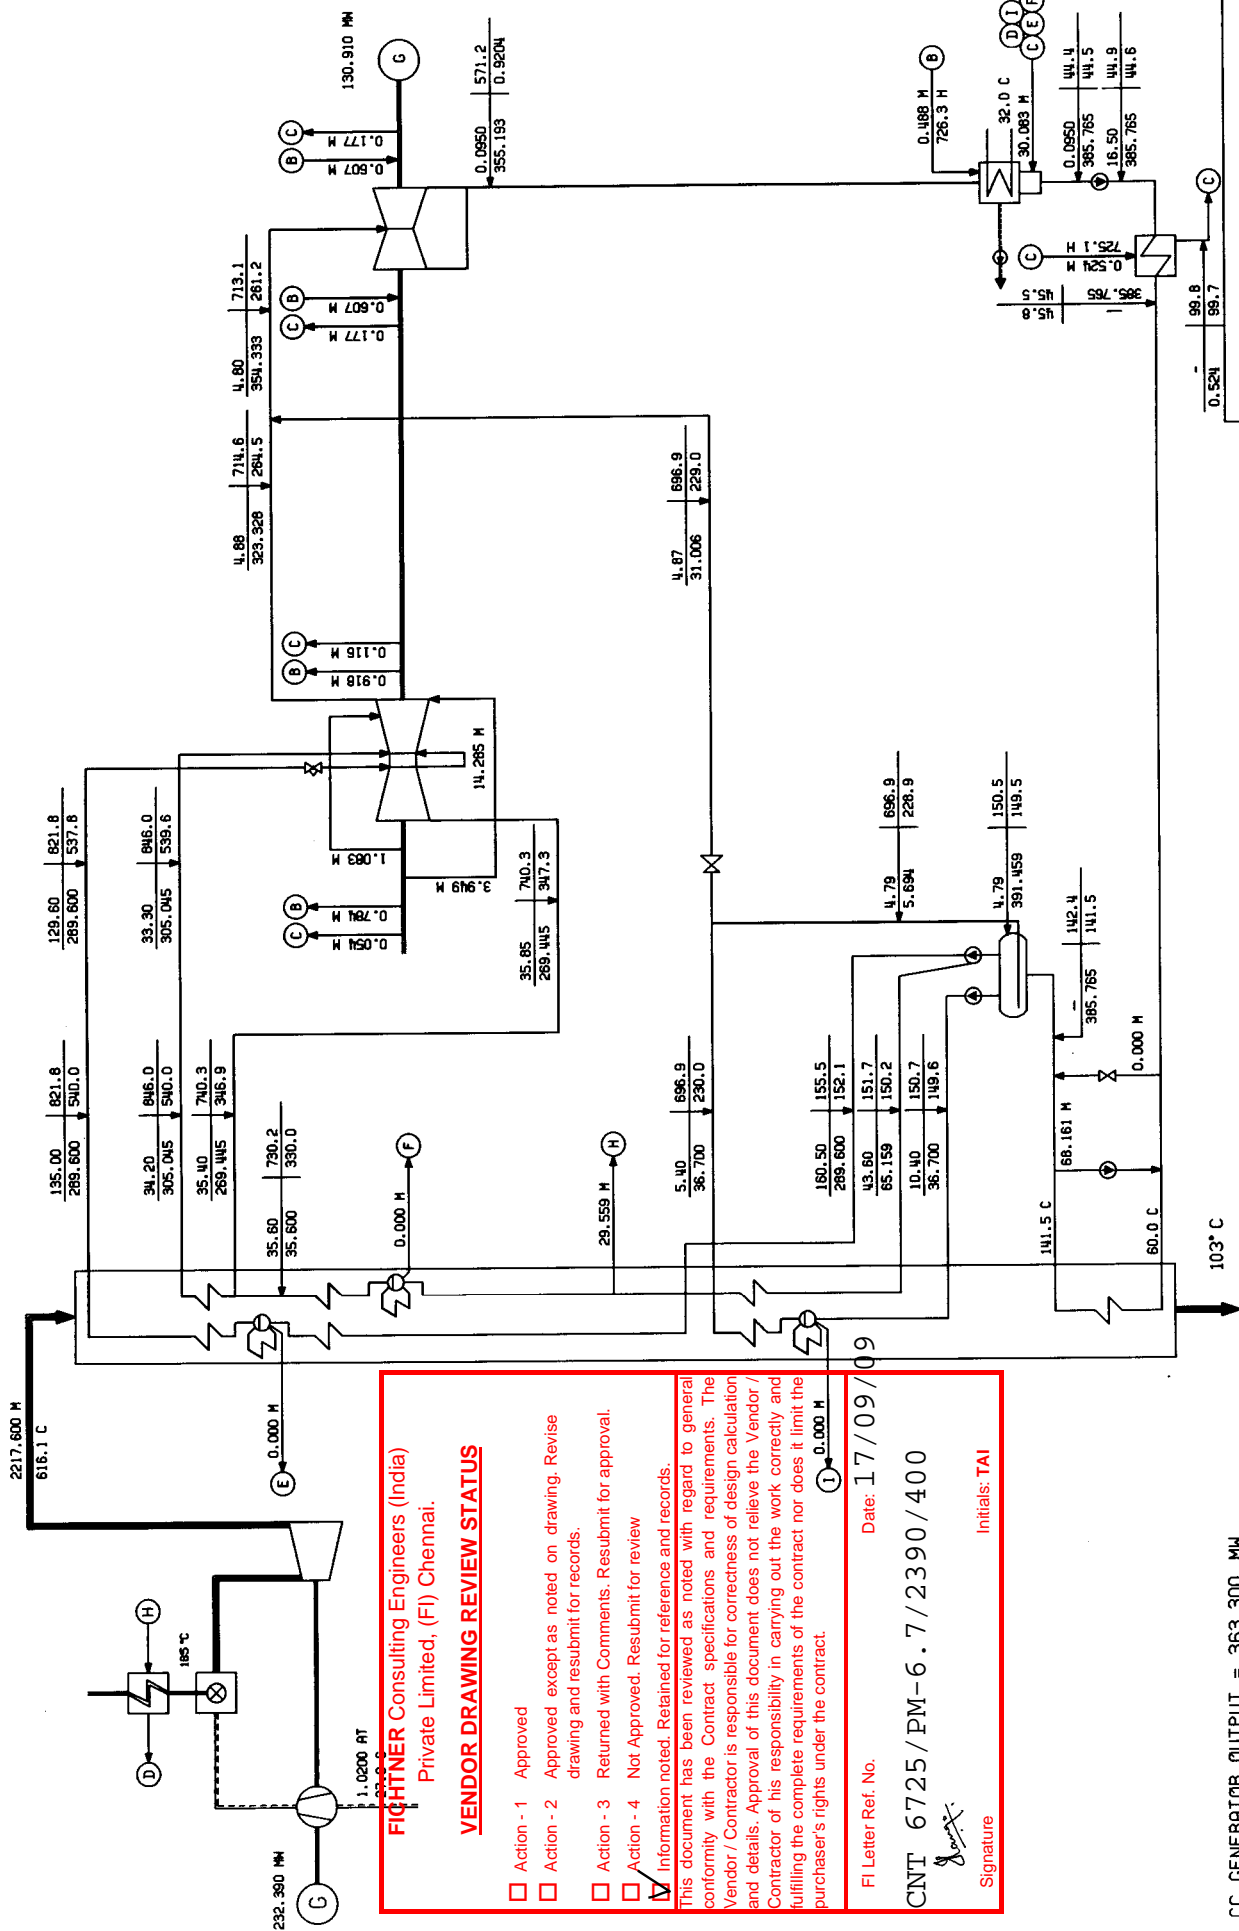 2217.600 M
616.1 C
232.390 MW
G
D
H
185°C
1.0200 AT
E
0.000 M
135.00 821.8
289.600 540.0
34.20 846.0
305.045 540.0
35.40 740.3
269.445 346.9
35.60 730.2
35.600 330.0
F
0.000 M
H
29.559 M
5.40 696.9
36.700 230.0
160.50 155.5
289.600 152.1
43.60 151.7
65.159 150.2
10.40 150.7
36.700 149.6
I
0.000 M
141.5 C
68.161 M
60.0 C
0.000 M
103°C
129.60 821.8
289.600 537.8
33.30 846.0
305.045 539.6
C
B
0.054 M
0.784 M
1.083 M
3.949 M
14.285 M
35.85 740.3
269.445 347.3
B
C
0.918 M
0.116 M
4.88 714.6
323.328 264.5
4.80 713.1
354.333 261.2
C
B
0.177 M
0.607 M
B
C
0.607 M
0.177 M
130.910 MW
G
0.0950 571.2
355.193 0.9204
4.87 696.9
31.006 229.0
4.79 696.9
5.694 228.9
4.79 150.5
391.459 149.5
- 142.4
385.765 141.5
B
0.488 M
726.3 H
32.0 C
D I
C E F
30.083 M
0.0950 44.4
385.765 44.5
16.50 44.9
385.765 44.6
C
0.524 M
725.1 H
- 45.8
385.765 45.5
- 99.8
0.524 99.7
C
CC GENERATOR OUTPUT = 363.300 MW
FICHTNER Consulting Engineers (India)
Private Limited, (FI) Chennai.
VENDOR DRAWING REVIEW STATUS
Action - 1 Approved
Action - 2 Approved except as noted on drawing. Revise
drawing and resubmit for records.
Action - 3 Returned with Comments. Resubmit for approval.
Action - 4 Not Approved. Resubmit for review
Information noted. Retained for reference and records.
This document has been reviewed as noted with regard to general
conformity with the Contract specifications and requirements. The
Vendor / Contractor is responsible for correctness of design calculation
and details. Approval of this document does not relieve the Vendor /
Contractor of his responsibility in carrying out the work correctly and
fulfilling the complete requirements of the contract nor does it limit the
purchaser's rights under the contract.
FI Letter Ref. No. Date: 17/09/09
CNT 6725/PM-6.7/2390/400
Signature Initials: TAI